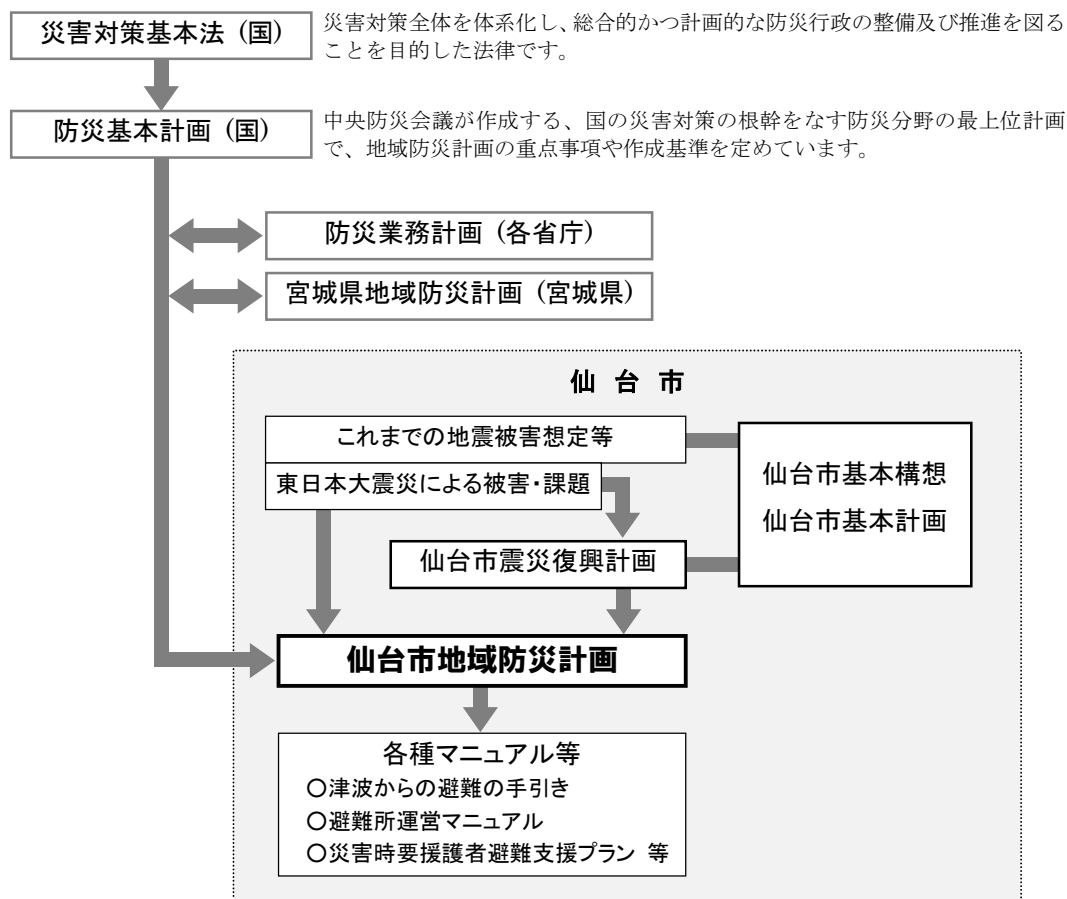 災害対策基本法（国）
災害対策全体を体系化し、総合的かつ計画的な防災行政の整備及び推進を図る
ことを目的した法律です。
防災基本計画（国）
中央防災会議が作成する、国の災害対策の根幹をなす防災分野の最上位計画
で、地域防災計画の重点事項や作成基準を定めています。
防災業務計画（各省庁）
宮城県地域防災計画（宮城県）
仙 台 市
これまでの地震被害想定等
東日本大震災による被害・課題
仙台市基本構想
仙台市基本計画
仙台市震災復興計画
仙台市地域防災計画
各種マニュアル等
○津波からの避難の手引き
○避難所運営マニュアル
○災害時要援護者避難支援プラン 等